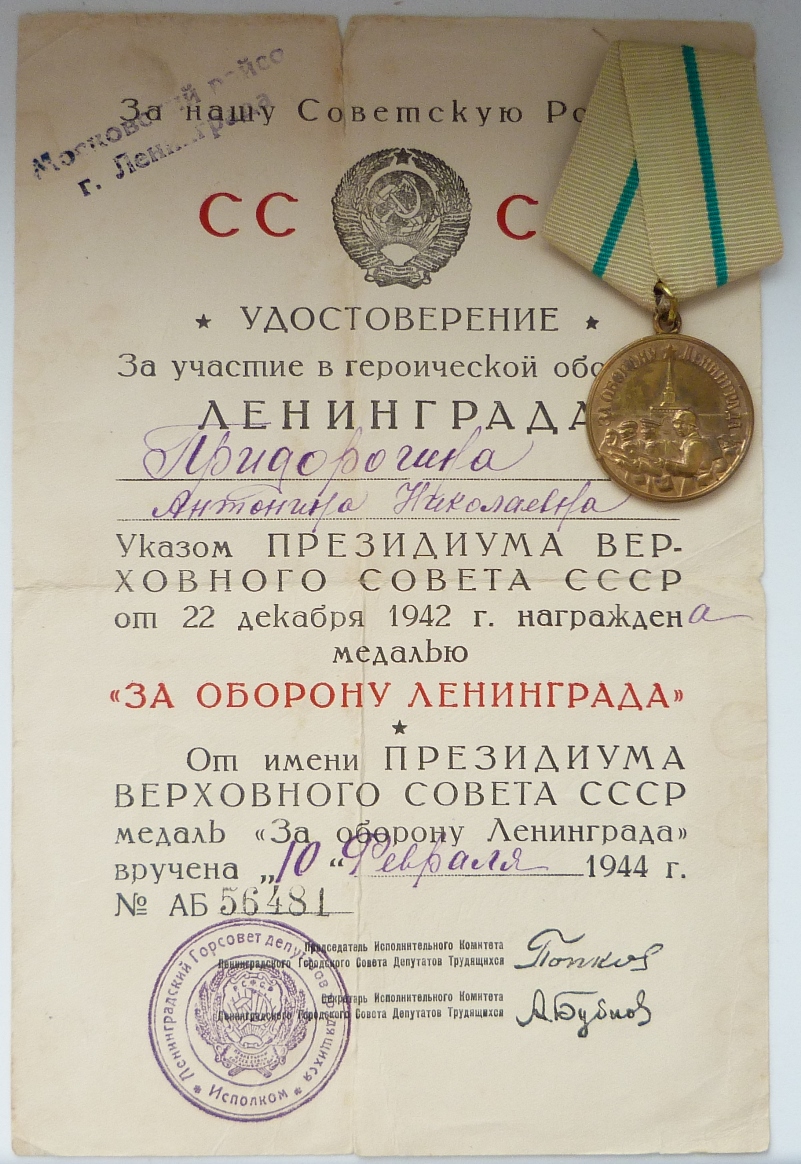 Московский райсо
г. Ленинграда
За нашу Советскую Ро
СС С
★ УДОСТОВЕРЕНИЕ ★
За участие в героической обо
ЛЕНИНГРАДА
Придорогина
Антонина Николаевна
Указом ПРЕЗИДИУМА ВЕР-
ХОВНОГО СОВЕТА СССР
от 22 декабря 1942 г. награждена
медалью
«ЗА ОБОРОНУ ЛЕНИНГРАДА»
★
От имени ПРЕЗИДИУМА
ВЕРХОВНОГО СОВЕТА СССР
медаль «За оборону Ленинграда»
вручена „10“ Февраля 1944 г.
№ АБ 56481
Председатель Исполнительного Комитета
Ленинградского Городского Совета Депутатов Трудящихся
Попков
Секретарь Исполнительного Комитета
Ленинградского Городского Совета Депутатов Трудящихся
А Бубнов
Ленинградский Горсовет депутатов трудящихся
★ Исполком ★
РСФСР
ЗА ОБОРОНУ ЛЕНИНГРАДА